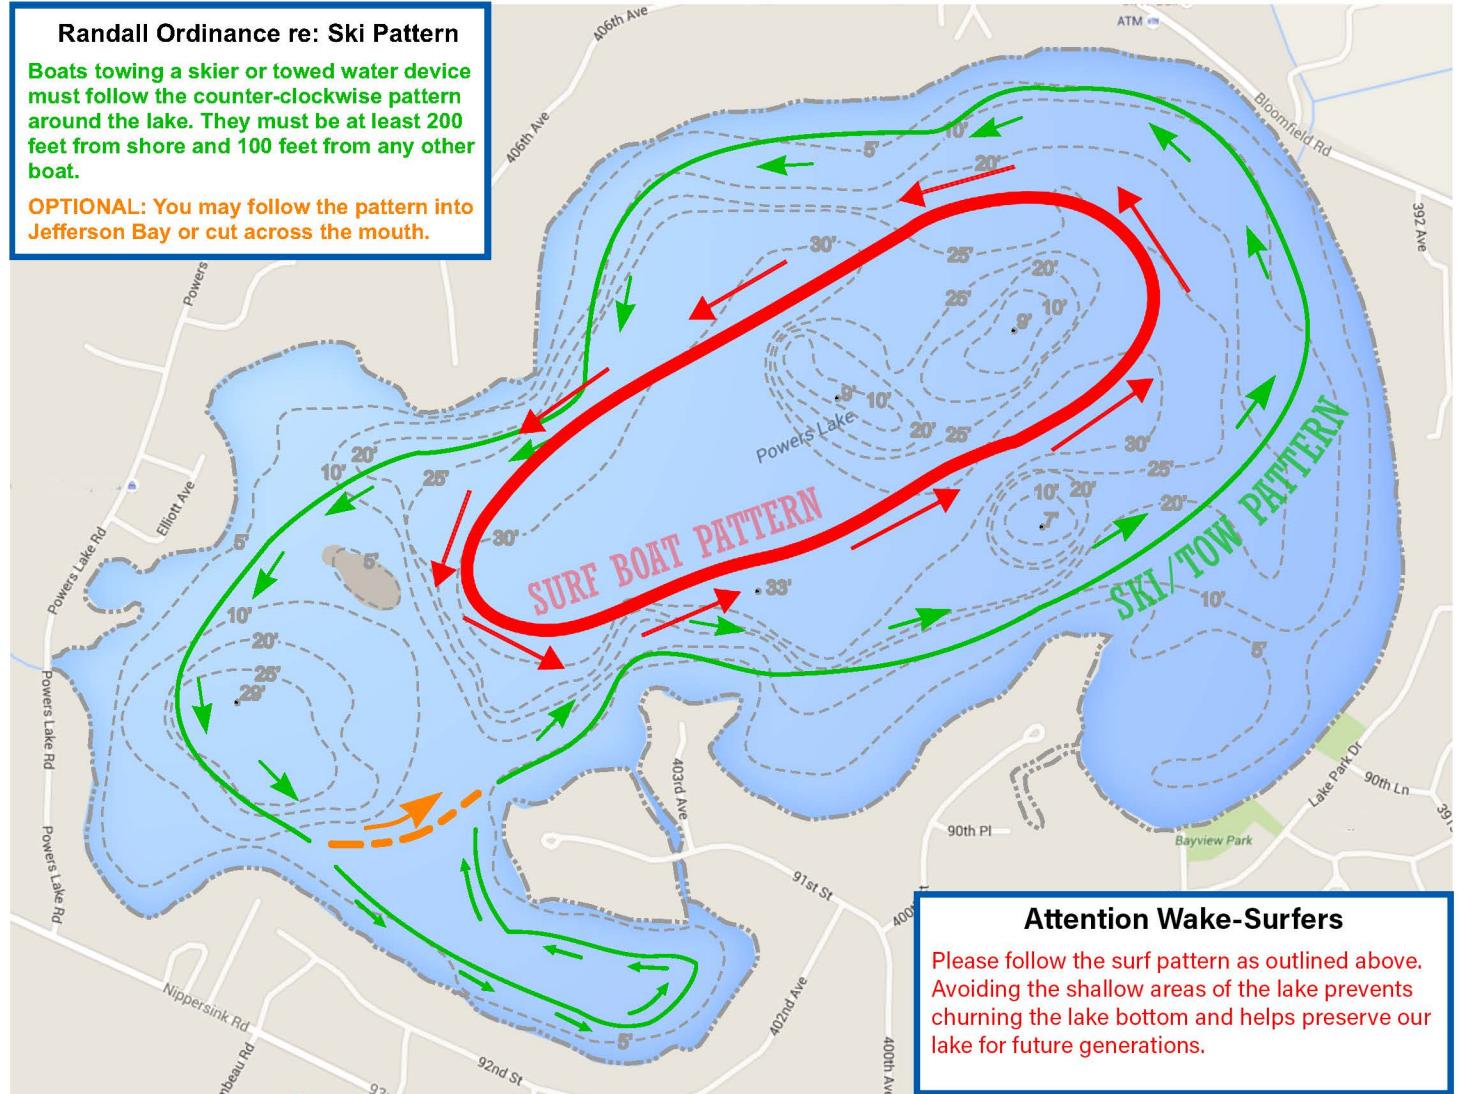 Randall Ordinance re: Ski Pattern
Boats towing a skier or towed water device
must follow the counter-clockwise pattern
around the lake. They must be at least 200
feet from shore and 100 feet from any other
boat.
OPTIONAL: You may follow the pattern into
Jefferson Bay or cut across the mouth.
406th Ave
ATM
Bloomfield Rd
406th Ave
392 Ave
Powers
10'
5'
20'
30'
25'
20'
25'
10'
9'
9'
10'
20'
25'
Powers Lake
30'
25'
20'
10'
20'
7'
20'
10'
25'
30'
5'
5'
Elliott Ave
Powers Lake Rd
SURF BOAT PATTERN
SKI/TOW PATTERN
33'
10'
5'
10'
20'
25'
29'
Powers Lake Rd
Powers Lake Rd
403rd Ave
Lake Park Dr
90th Ln
90th Pl
Bayview Park
91st St
400th
402nd Ave
400th Av
Nippersink Rd
5'
92nd St
Attention Wake-Surfers
Please follow the surf pattern as outlined above.
Avoiding the shallow areas of the lake prevents
churning the lake bottom and helps preserve our
lake for future generations.